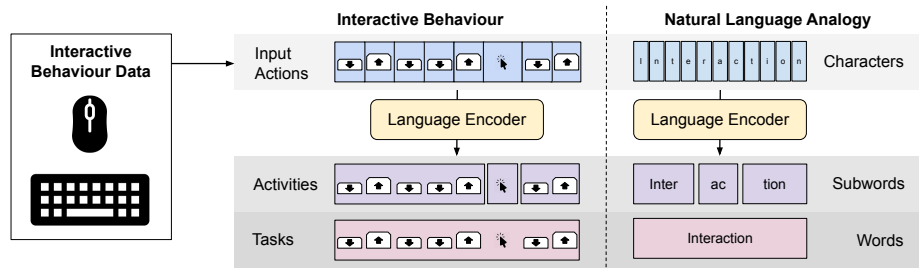 Interactive
Behaviour Data
Interactive Behaviour
Natural Language Analogy
Input
Actions
I n t e r a c t i o n
Characters
Language Encoder
Language Encoder
Activities
Inter ac tion
Subwords
Tasks
Interaction
Words